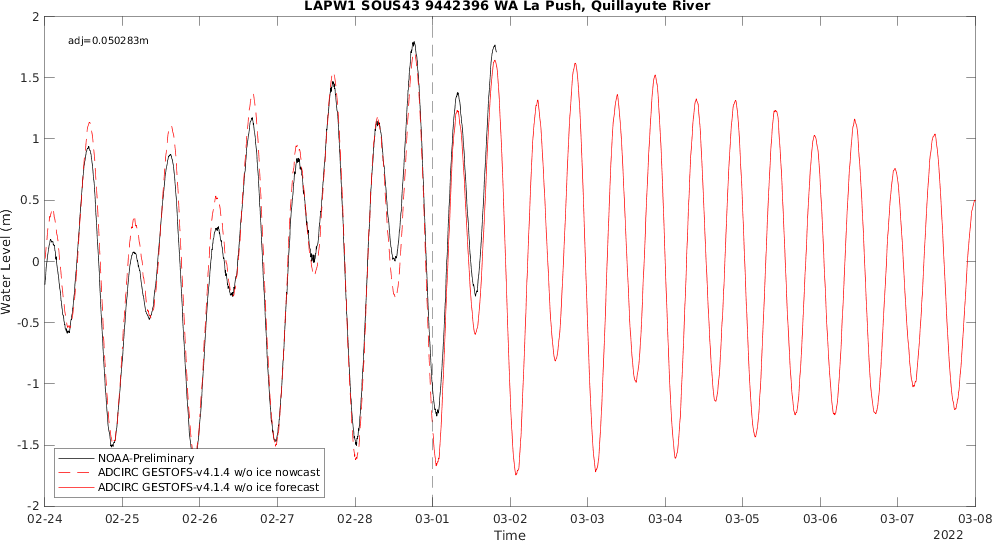 LAPW1 SOUS43 9442396 WA La Push, Quillayute River
adj=0.050283m
Water Level (m)
2
1.5
1
0.5
0
-0.5
-1
-1.5
-2
NOAA-Preliminary
ADCIRC GESTOFS-v4.1.4 w/o ice nowcast
ADCIRC GESTOFS-v4.1.4 w/o ice forecast
02-24 02-25 02-26 02-27 02-28 03-01 03-02 03-03 03-04 03-05 03-06 03-07 03-08
Time
2022